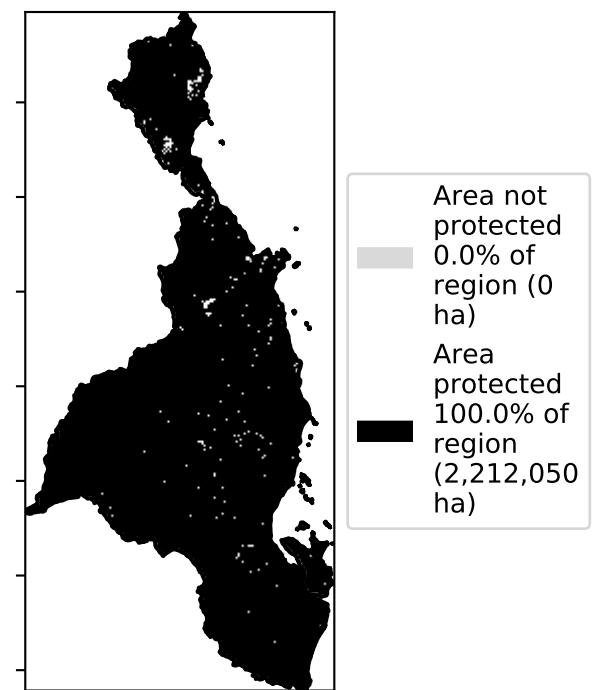 Area not
protected
0.0% of
region (0
ha)
Area
protected
100.0% of
region
(2,212,050
ha)